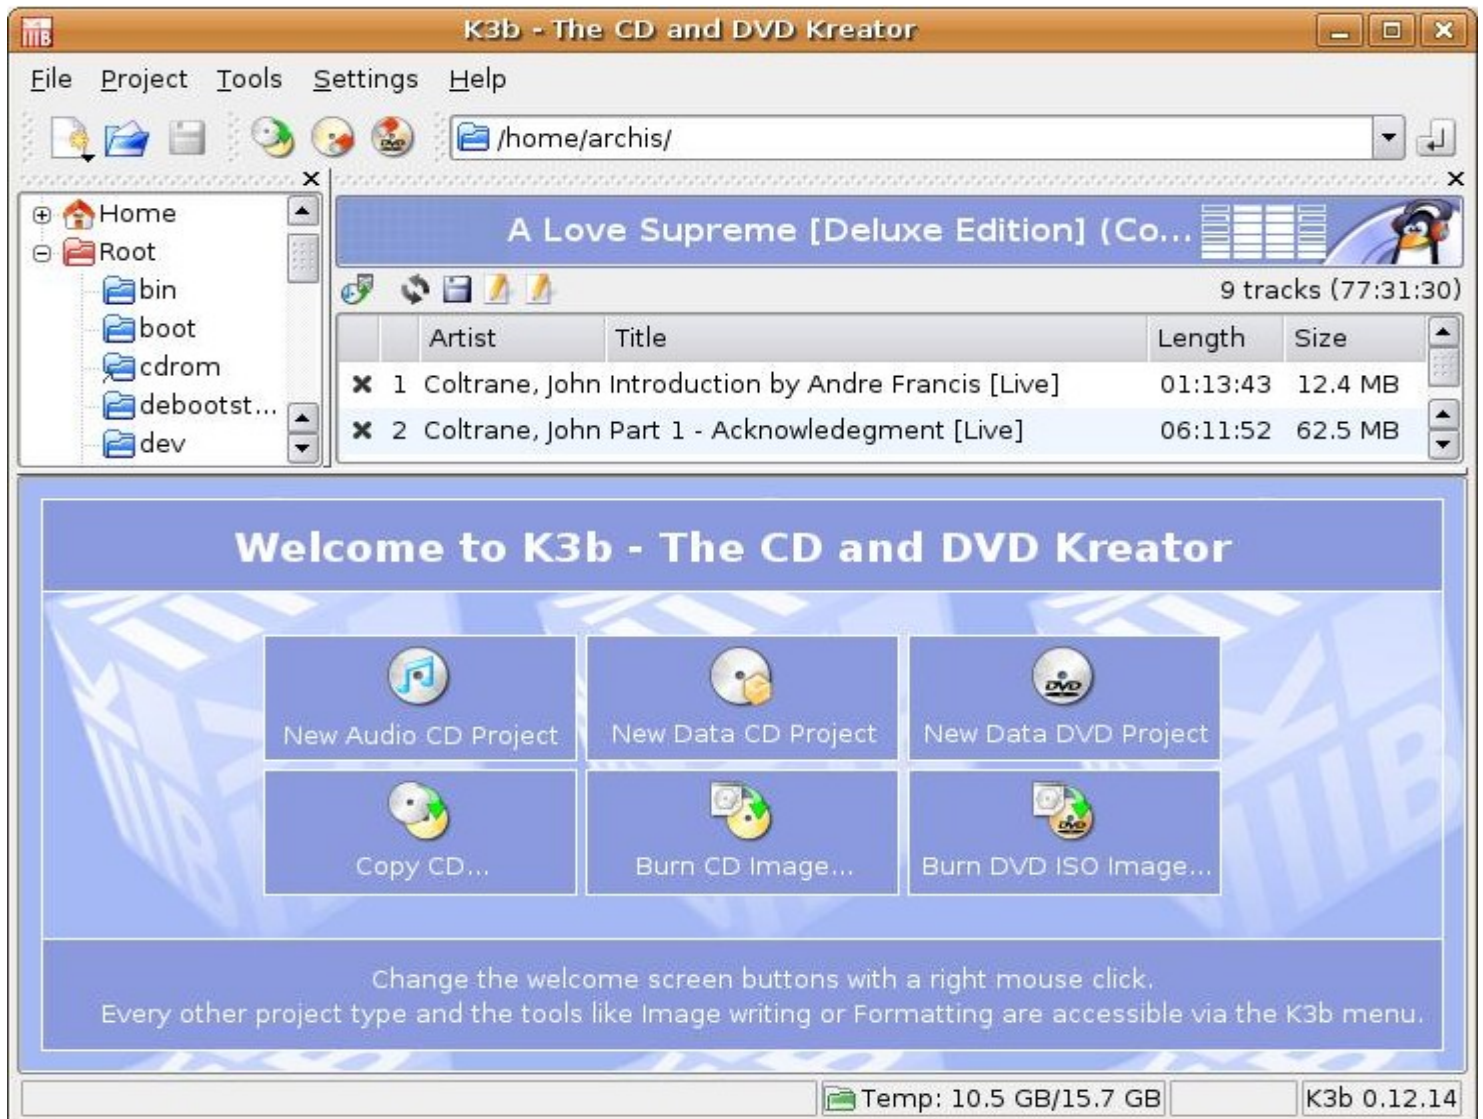 K3b - The CD and DVD Kreator
File Project Tools Settings Help
/home/archis/
Home
Root
bin
boot
cdrom
debootst...
dev
A Love Supreme [Deluxe Edition] (Co...
9 tracks (77:31:30)
Artist Title Length Size
1 Coltrane, John Introduction by Andre Francis [Live] 01:13:43 12.4 MB
2 Coltrane, John Part 1 - Acknowledegment [Live] 06:11:52 62.5 MB
Welcome to K3b - The CD and DVD Kreator
New Audio CD Project
New Data CD Project
New Data DVD Project
Copy CD...
Burn CD Image...
Burn DVD ISO Image...
Change the welcome screen buttons with a right mouse click.
Every other project type and the tools like Image writing or Formatting are accessible via the K3b menu.
Temp: 10.5 GB/15.7 GB
K3b 0.12.14